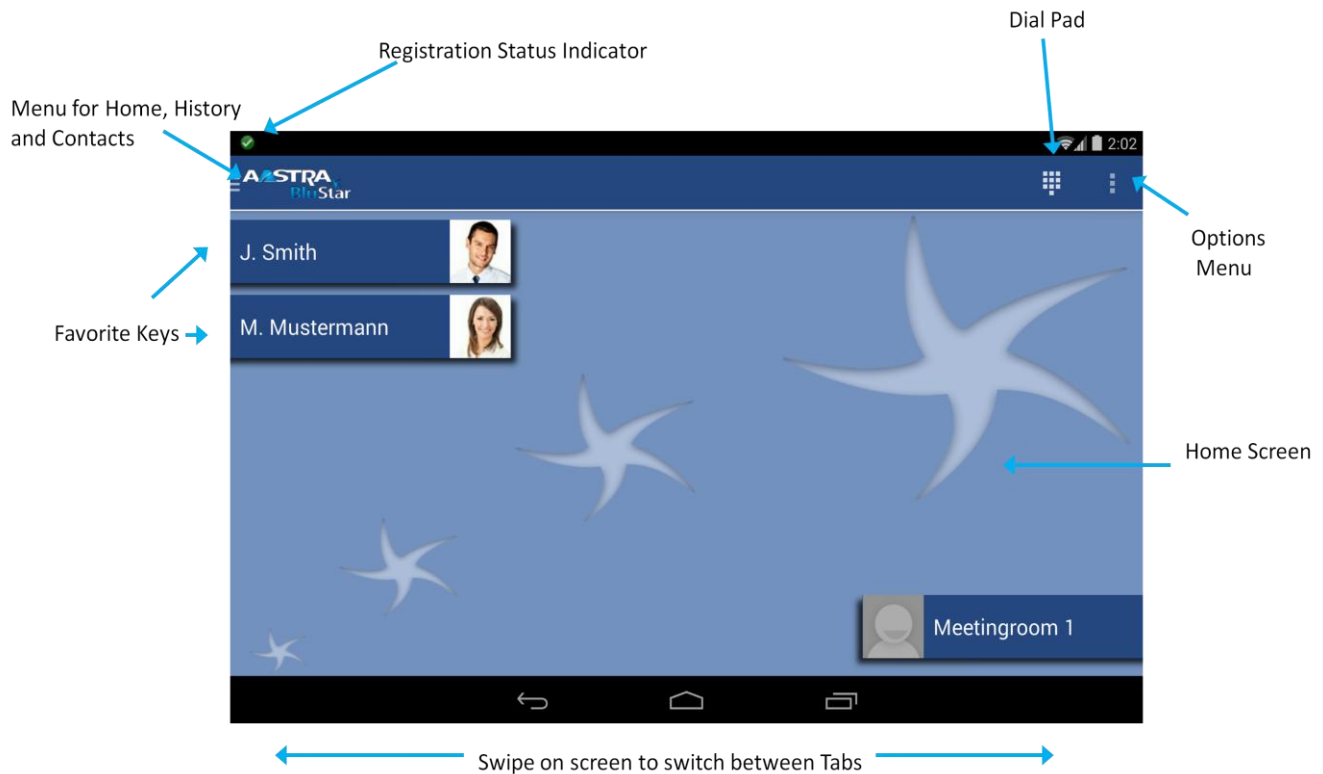 Dial Pad
Registration Status Indicator
Menu for Home, History
and Contacts
2:02
AASTRA
BluStar
J. Smith
Options
Menu
Favorite Keys
M. Mustermann
Home Screen
Meetingroom 1
Swipe on screen to switch between Tabs